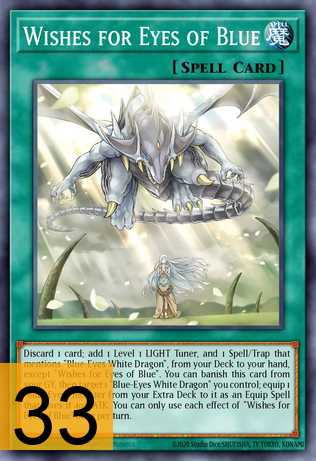 WISHES FOR EYES OF BLUE
魔
[SPELL CARD]
Discard 1 card; add 1 Level 1 LIGHT Tuner, and 1 Spell/Trap that
mentions "Blue-Eyes White Dragon", from your Deck to your hand,
except "Wishes for Eyes of Blue". You can banish this card from
your GY, then target 1 "Blue-Eyes White Dragon" you control; equip 1
from your Extra Deck to it as an Equip Spell
You can only use each effect of "Wishes for
per turn.
33
©2020 Studio Dice/SHUEISHA, TV TOKYO, KONAMI